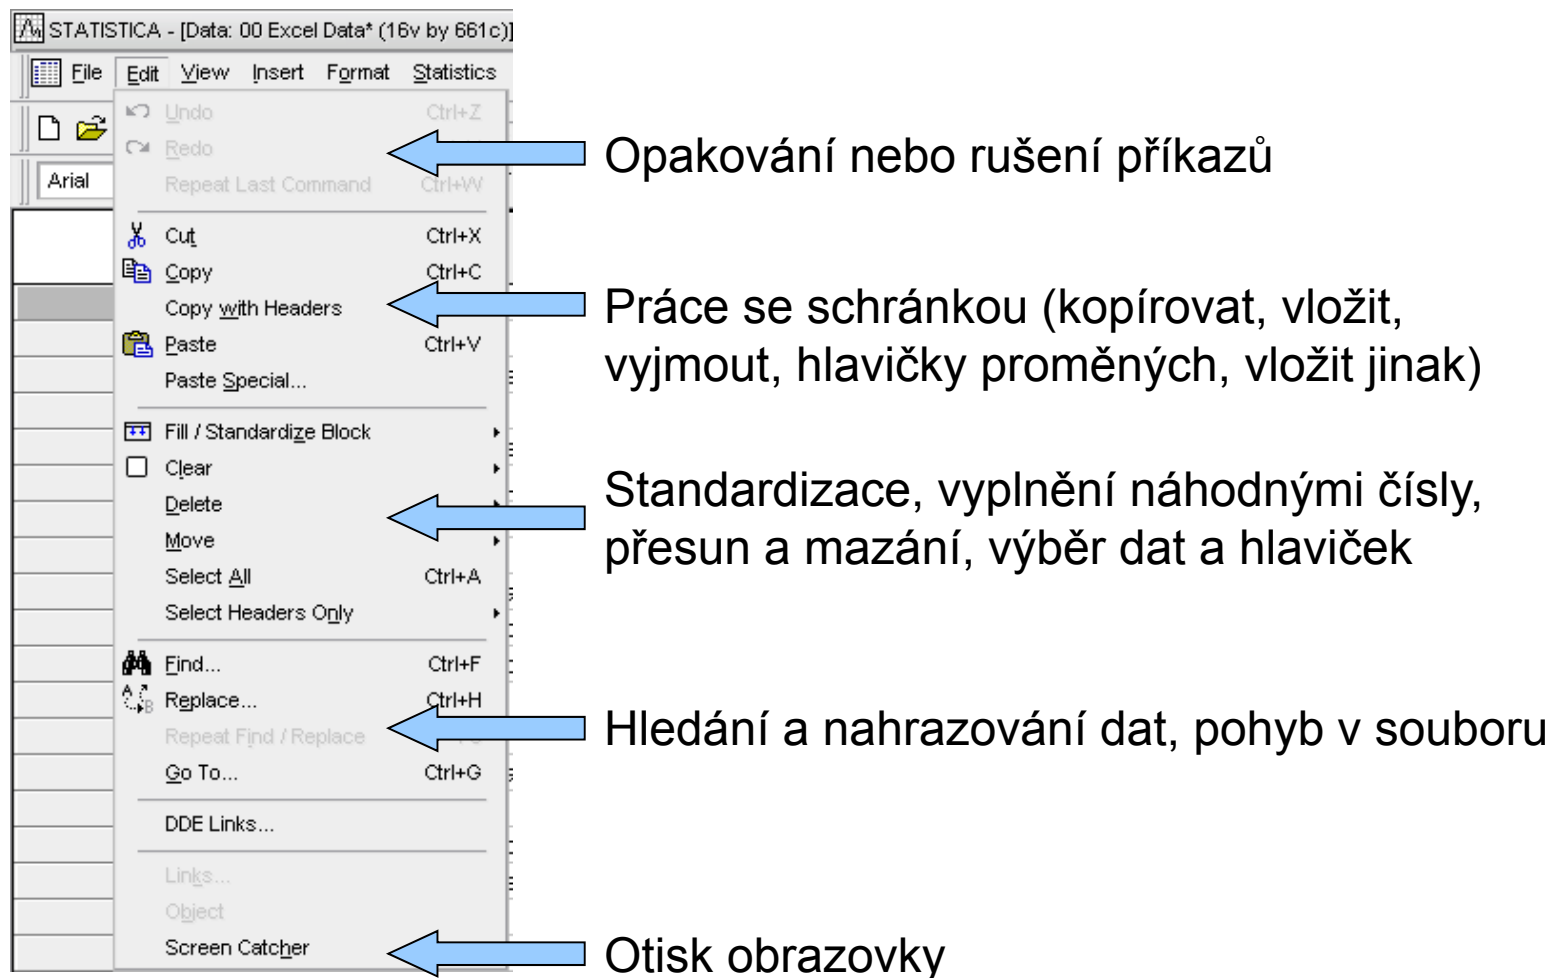 STATISTICA - [Data: 00 Excel Data* (16v by 661c)]
File Edit View Insert Format Statistics
Arial
Undo Ctrl+Z
Redo
Repeat Last Command Ctrl+W
Cut Ctrl+X
Copy Ctrl+C
Copy with Headers
Paste Ctrl+V
Paste Special...
Fill / Standardize Block
Clear
Delete
Move
Select All Ctrl+A
Select Headers Only
Find... Ctrl+F
Replace... Ctrl+H
Repeat Find / Replace
Go To... Ctrl+G
DDE Links...
Links...
Object
Screen Catcher
Opakování nebo rušení příkazů
Práce se schránkou (kopírovat, vložit,
vyjmout, hlavičky proměných, vložit jinak)
Standardizace, vyplnění náhodnými čísly,
přesun a mazání, výběr dat a hlaviček
Hledání a nahrazování dat, pohyb v souboru
Otisk obrazovky